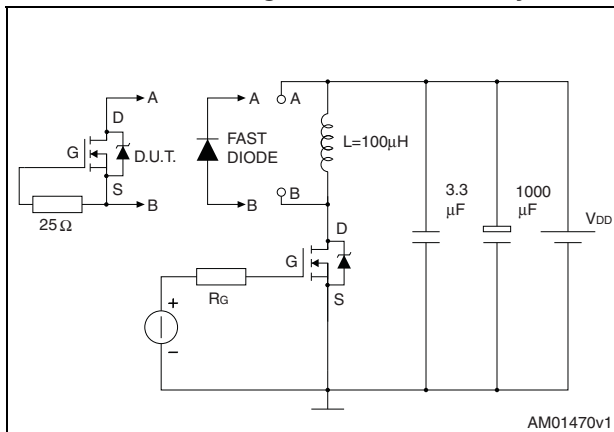 A
D
G
D.U.T.
S
B
25 Ω
A
FAST
DIODE
B
A
L=100μH
B
D
G
S
RG
+
–
3.3
μF
1000
μF
VDD
AM01470v1